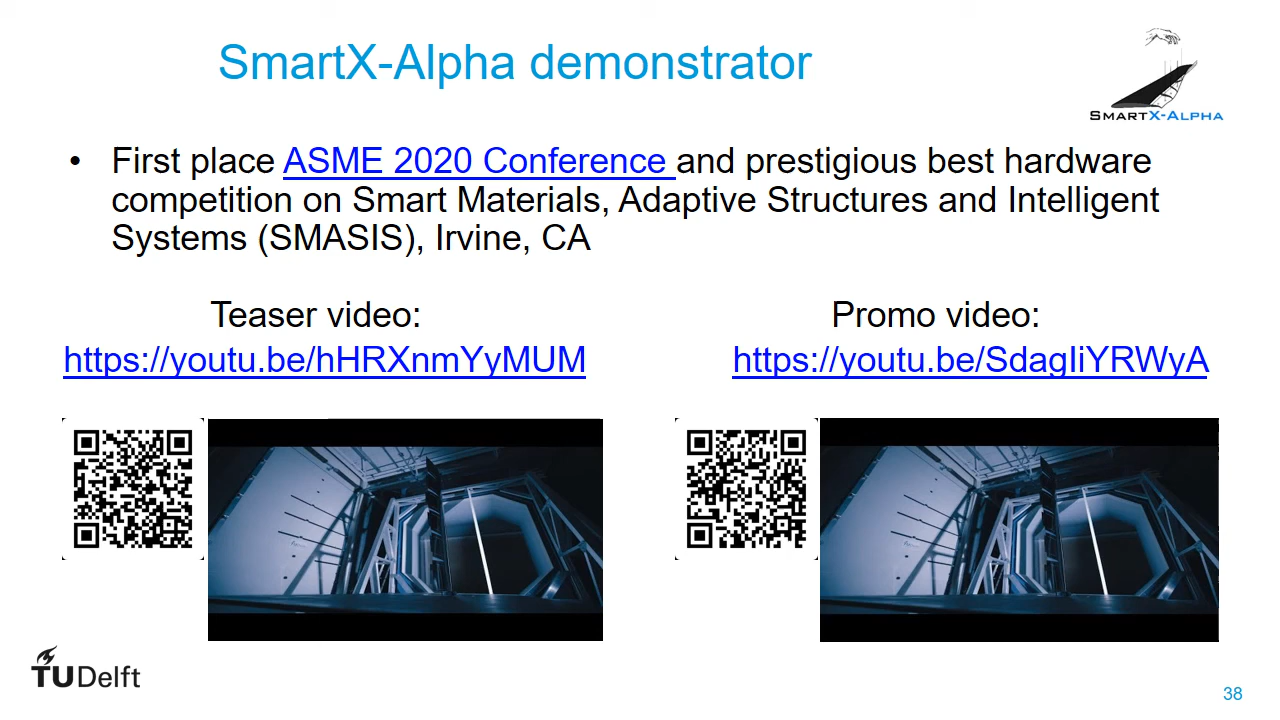 SmartX-Alpha demonstrator
SMARTX-ALPHA
• First place ASME 2020 Conference and prestigious best hardware
competition on Smart Materials, Adaptive Structures and Intelligent
Systems (SMASIS), Irvine, CA
Teaser video:
https://youtu.be/hHRXnmYyMUM
Promo video:
https://youtu.be/SdagIiYRWyA
TUDelft
38